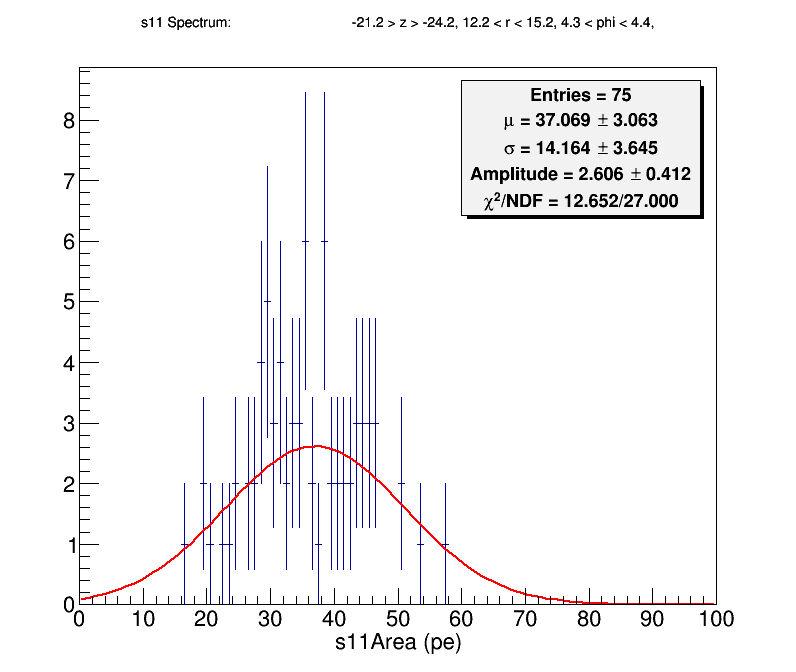 s11 Spectrum: -21.2 > z > -24.2, 12.2 < r < 15.2, 4.3 < phi < 4.4,
Entries = 75
μ = 37.069 ± 3.063
σ = 14.164 ± 3.645
Amplitude = 2.606 ± 0.412
χ²/NDF = 12.652/27.000
8
7
6
5
4
3
2
1
0
0 10 20 30 40 50 60 70 80 90 100
s11Area (pe)